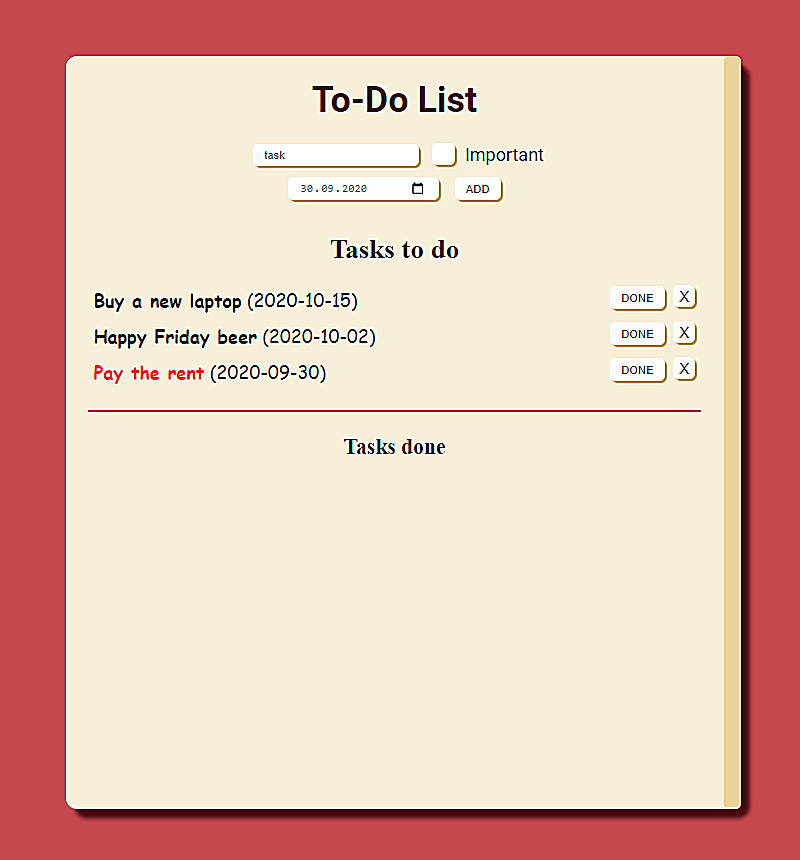 To-Do List
task Important
30.09.2020 ADD
Tasks to do
Buy a new laptop (2020-10-15) DONE X
Happy Friday beer (2020-10-02) DONE X
Pay the rent (2020-09-30) DONE X
Tasks done